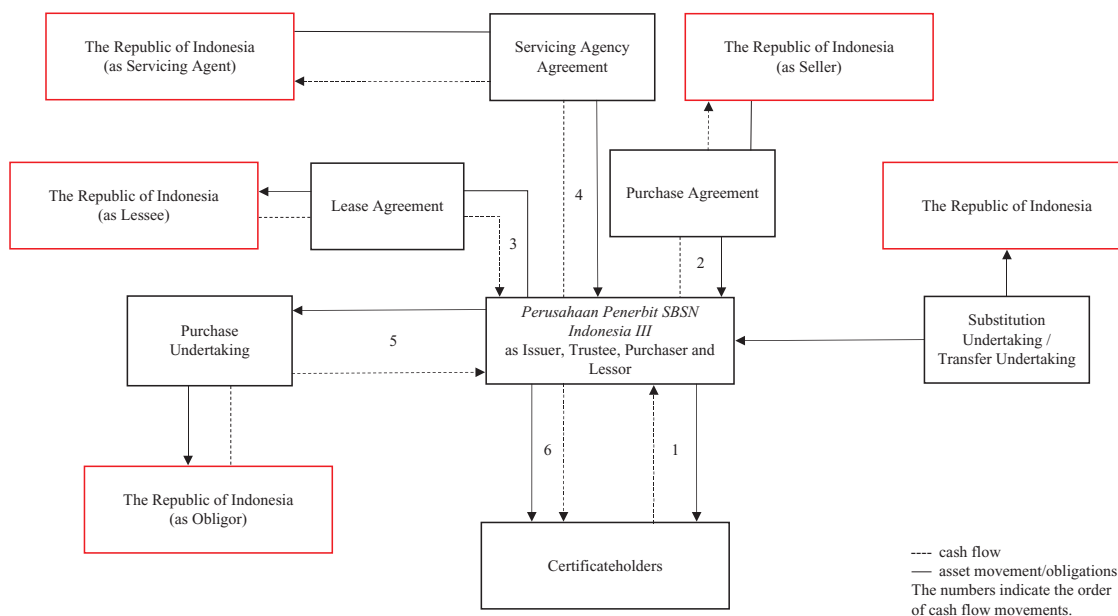 The Republic of Indonesia
(as Servicing Agent)
Servicing Agency
Agreement
The Republic of Indonesia
(as Seller)
The Republic of Indonesia
(as Lessee)
Lease Agreement
4
Purchase Agreement
The Republic of Indonesia
3
2
Purchase
Undertaking
5
Perusahaan Penerbit SBSN
Indonesia III
as Issuer, Trustee, Purchaser and
Lessor
Substitution
Undertaking /
Transfer Undertaking
6
1
The Republic of Indonesia
(as Obligor)
Certificateholders
---- cash flow
— asset movement/obligations
The numbers indicate the order
of cash flow movements.